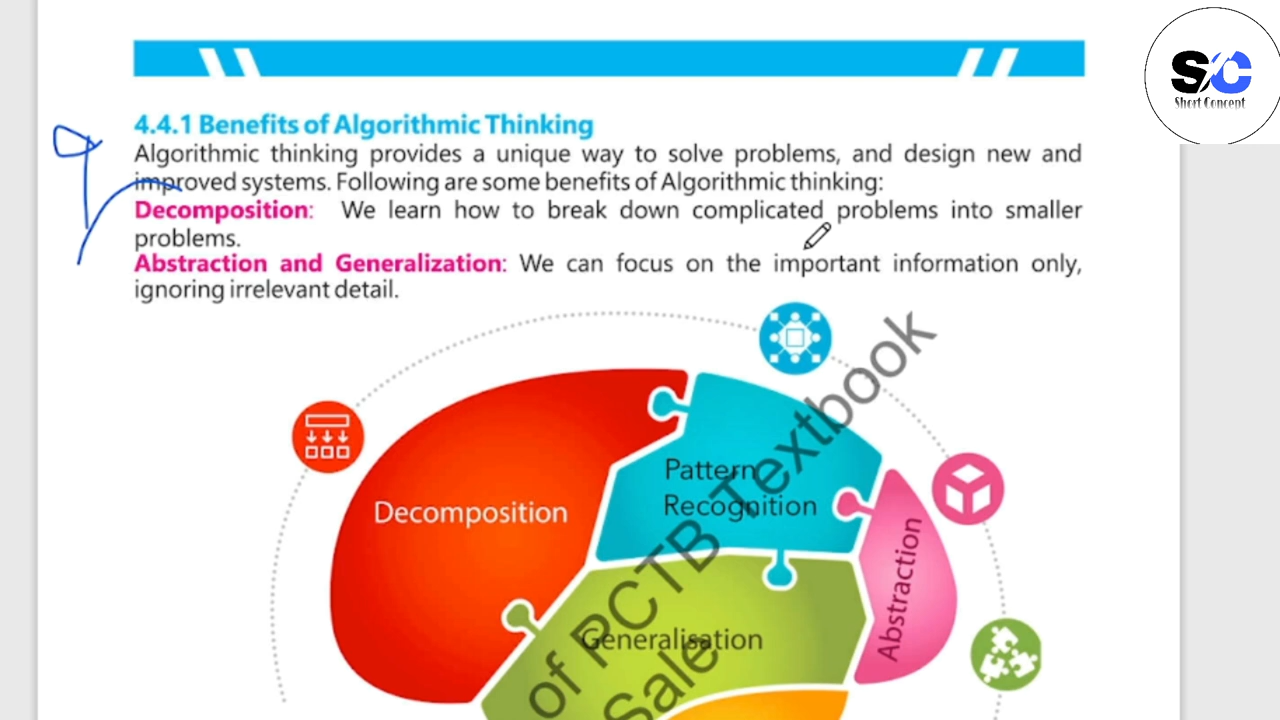 SC
Short Concept
4.4.1 Benefits of Algorithmic Thinking
Algorithmic thinking provides a unique way to solve problems, and design new and
improved systems. Following are some benefits of Algorithmic thinking:
Decomposition: We learn how to break down complicated problems into smaller
problems.
Abstraction and Generalization: We can focus on the important information only,
ignoring irrelevant detail.
Decomposition
Pattern
Recognition
Abstraction
Generalisation
of PCTB Textbook
Sale